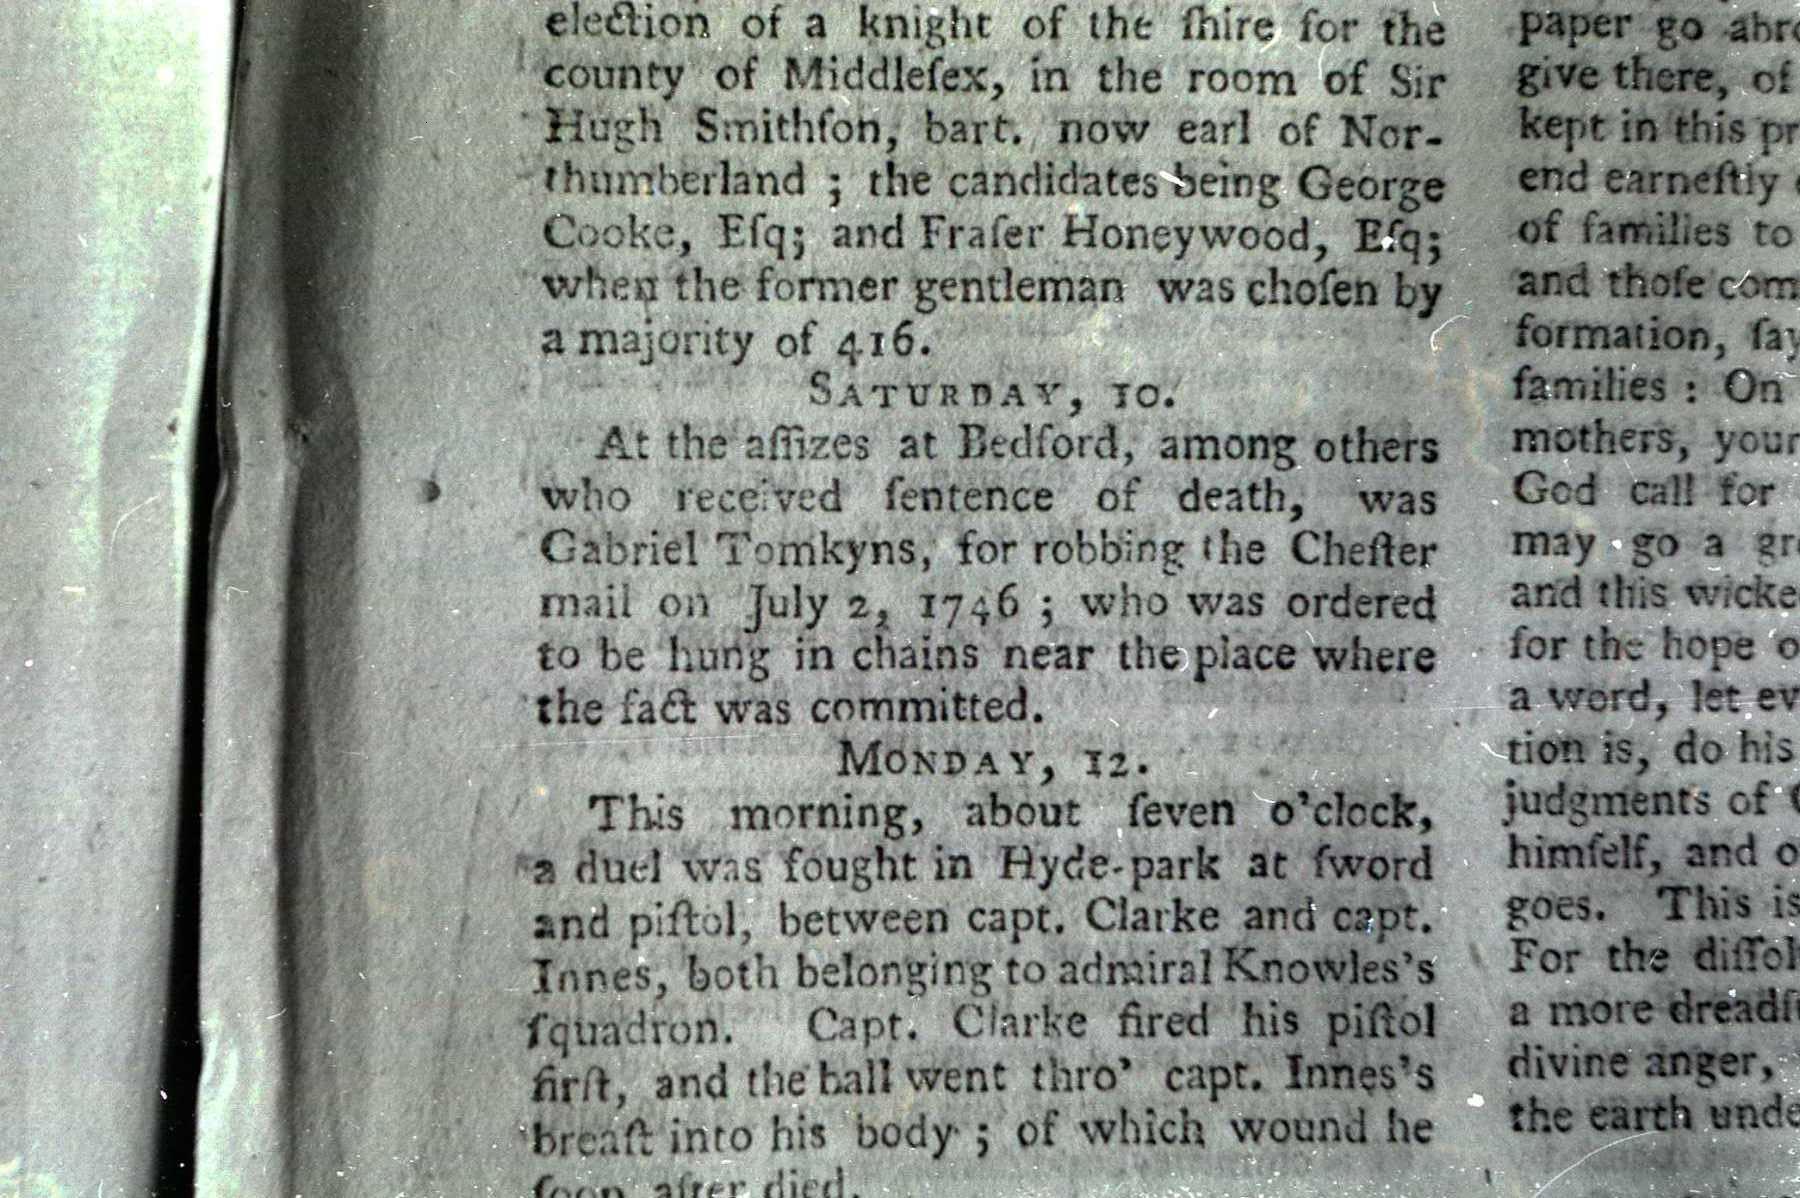 election of a knight of the ſhire for the
county of Middleſex, in the room of Sir
Hugh Smithſon, bart. now earl of Nor-
thumberland ; the candidates being George
Cooke, Eſq; and Fraſer Honeywood, Eſq;
when the former gentleman was choſen by
a majority of 416.
SATURDAY, 10.
At the aſſizes at Bedford, among others
who received ſentence of death, was
Gabriel Tomkyns, for robbing the Cheſter
mail on July 2, 1746 ; who was ordered
to be hung in chains near the place where
the fact was committed.
MONDAY, 12.
This morning, about ſeven o'clock,
a duel was fought in Hyde-park at ſword
and piſtol, between capt. Clarke and capt.
Innes, both belonging to admiral Knowles's
ſquadron. Capt. Clarke fired his piſtol
firſt, and the ball went thro' capt. Innes's
breaſt into his body ; of which wound he
ſoon after died.
paper go
give there, of
kept in this
end earneſtly
of families to
and thoſe
formation,
families : On
mothers,
God call for
may go a
and this
for the hope
a word, let
tion is, do his
judgments of
himſelf, and
goes. This is
For the
a more
divine anger,
the earth